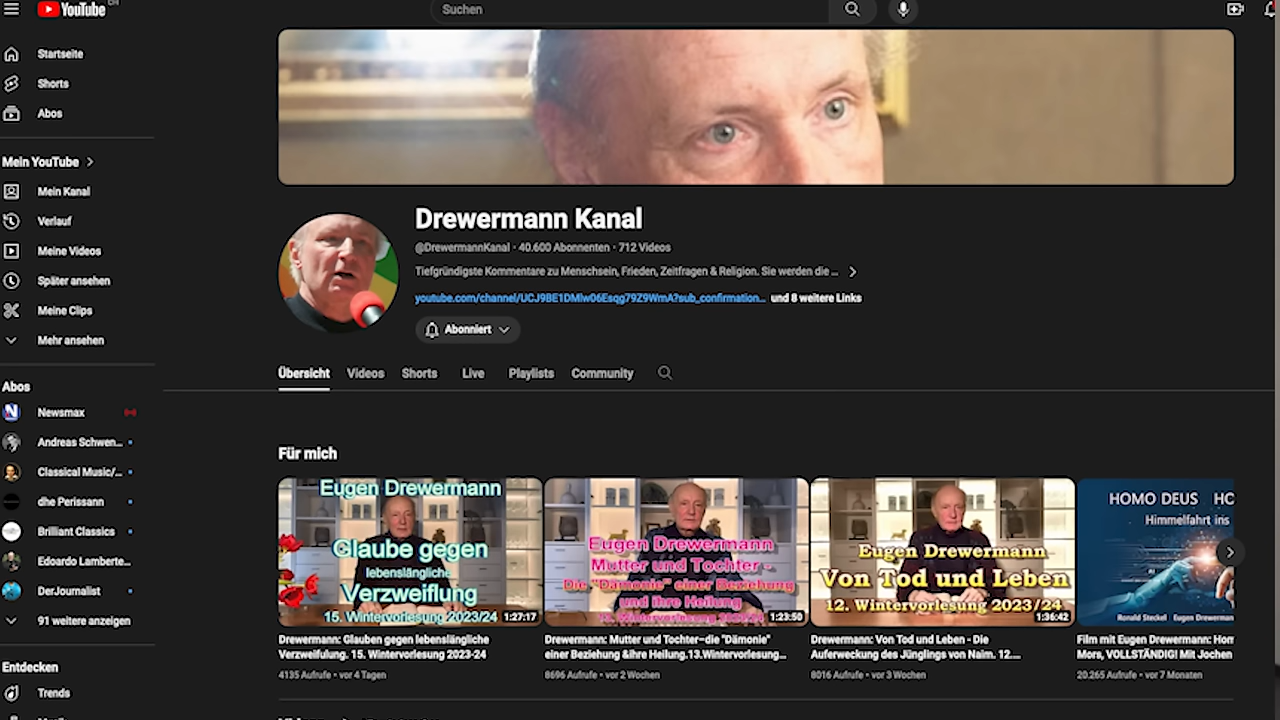 YouTube CH
Suchen
Startseite
Shorts
Abos
Mein YouTube
Mein Kanal
Verlauf
Meine Videos
Später ansehen
Meine Clips
Mehr ansehen
Abos
Newsmax
Andreas Schwen...
Classical Music/...
dhe Perissann
Brilliant Classics
Edoardo Lamberte...
DerJournalist
91 weitere anzeigen
Entdecken
Trends
Drewermann Kanal
@DrewermannKanal · 40.600 Abonnenten · 712 Videos
Tiefgründigste Kommentare zu Menschsein, Frieden, Zeitfragen & Religion. Sie werden die ...
youtube.com/channel/UCJ9BE1DMlw06Esqg79Z9WmA?sub_confirmation... und 8 weitere Links
Abonniert
Übersicht Videos Shorts Live Playlists Community
Für mich
Eugen Drewermann
Glaube gegen
lebenslängliche
Verzweiflung
15. Wintervorlesung 2023/24
1:27:17
Drewermann: Glauben gegen lebenslängliche
Verzweifulung. 15. Wintervorlesung 2023-24
4135 Aufrufe · vor 4 Tagen
Eugen Drewermann
Mutter und Tochter -
Die "Dämonie" einer Beziehung
und ihre Heilung
1:23:50
Drewermann: Mutter und Tochter–die "Dämonie"
einer Beziehung &Ihre Heilung.13.Wintervorlesung...
8696 Aufrufe · vor 2 Wochen
Eugen Drewermann
Von Tod und Leben
12. Wintervorlesung 2023/24
1:36:42
Drewermann: Von Tod und Leben - Die
Auferweckung des Jünglings von Naim. 12....
8016 Aufrufe · vor 3 Wochen
HOMO DEUS HO
Himmelfahrt ins
Ronald Steckel Eugen Drewerman
Film mit Eugen Drewermann: Hom
Mors, VOLLSTÄNDIG! Mit Jochen
20.265 Aufrufe · vor 7 Monaten